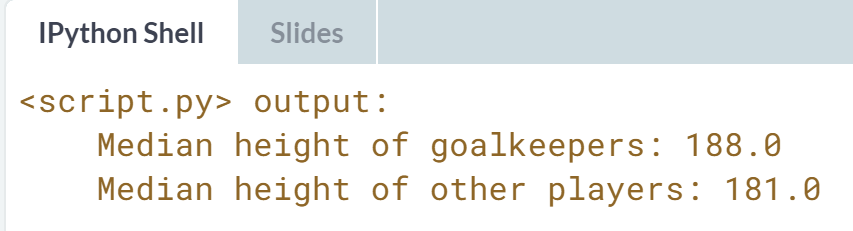 IPython Shell
Slides
<script.py> output:
Median height of goalkeepers: 188.0
Median height of other players: 181.0